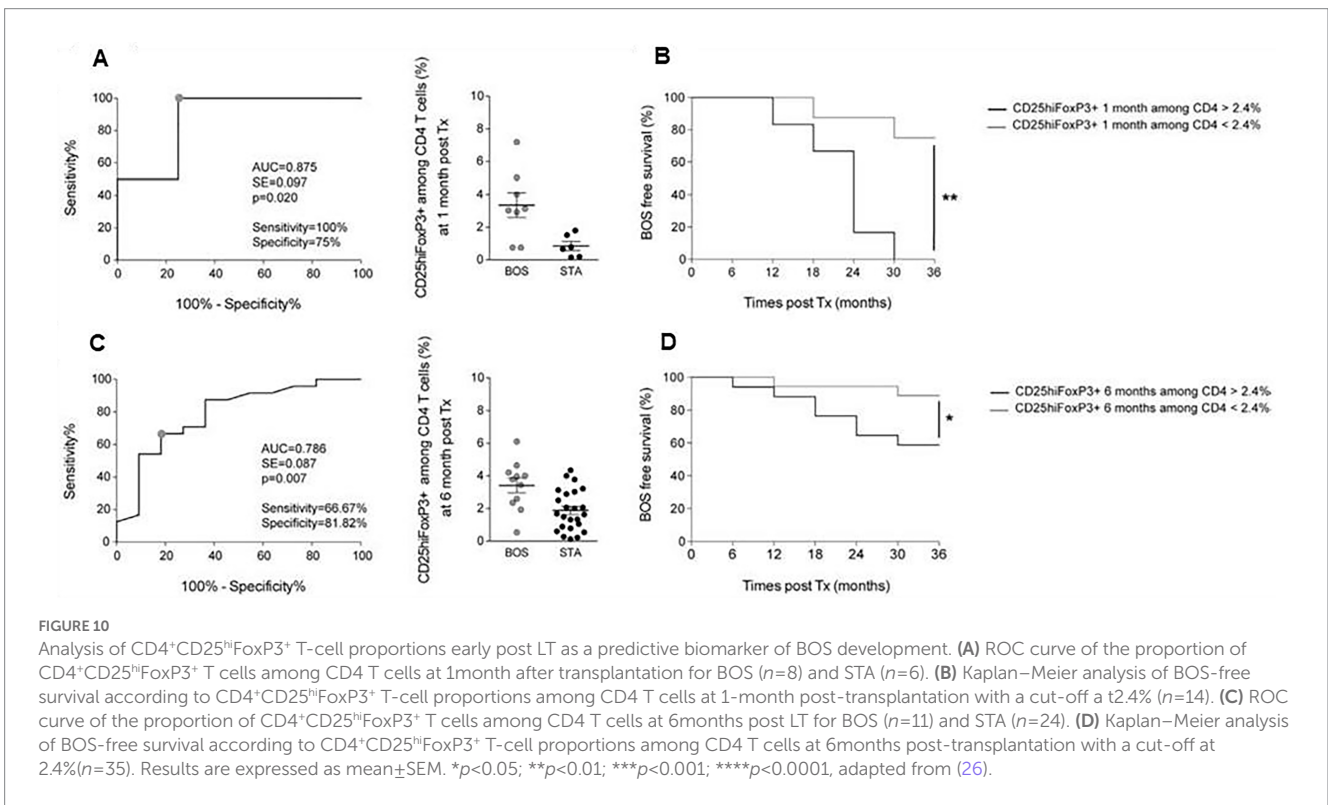 A
CD25hiFoxP3+ among CD4 T cells (%)
at 1 month post Tx
B
Sensitivity%
100
80
60
40
20
0
AUC=0.875
SE=0.097
p=0.020
Sensitivity=100%
Specificity=75%
0 20 40 60 80 100
100% - Specificity%
10
8
6
4
2
0
BOS STA
BOS free survival (%)
100
80
60
40
20
0
0 6 12 18 24 30 36
Times post Tx (months)
**
CD25hiFoxP3+ 1 month among CD4 > 2.4%
CD25hiFoxP3+ 1 month among CD4 < 2.4%
C
CD25hiFoxP3+ among CD4 T cells (%)
at 6 month post Tx
D
Sensitivity%
100
80
60
40
20
0
AUC=0.786
SE=0.087
p=0.007
Sensitivity=66.67%
Specificity=81.82%
0 20 40 60 80 100
100% - Specificity%
10
8
6
4
2
0
BOS STA
BOS free survival (%)
100
80
60
40
20
0
0 6 12 18 24 30 36
Times post Tx (months)
*
CD25hiFoxP3+ 6 months among CD4 > 2.4%
CD25hiFoxP3+ 6 months among CD4 < 2.4%
FIGURE 10
Analysis of CD4⁺CD25ʰⁱFoxP3⁺ T-cell proportions early post LT as a predictive biomarker of BOS development. (A) ROC curve of the proportion of
CD4⁺CD25ʰⁱFoxP3⁺ T cells among CD4 T cells at 1month after transplantation for BOS (n=8) and STA (n=6). (B) Kaplan–Meier analysis of BOS-free
survival according to CD4⁺CD25ʰⁱFoxP3⁺ T-cell proportions among CD4 T cells at 1-month post-transplantation with a cut-off a t2.4% (n=14). (C) ROC
curve of the proportion of CD4⁺CD25ʰⁱFoxP3⁺ T cells among CD4 T cells at 6months post LT for BOS (n=11) and STA (n=24). (D) Kaplan–Meier analysis
of BOS-free survival according to CD4⁺CD25ʰⁱFoxP3⁺ T-cell proportions among CD4 T cells at 6months post-transplantation with a cut-off at
2.4%(n=35). Results are expressed as mean±SEM. *p<0.05; **p<0.01; ***p<0.001; ****p<0.0001, adapted from (26).